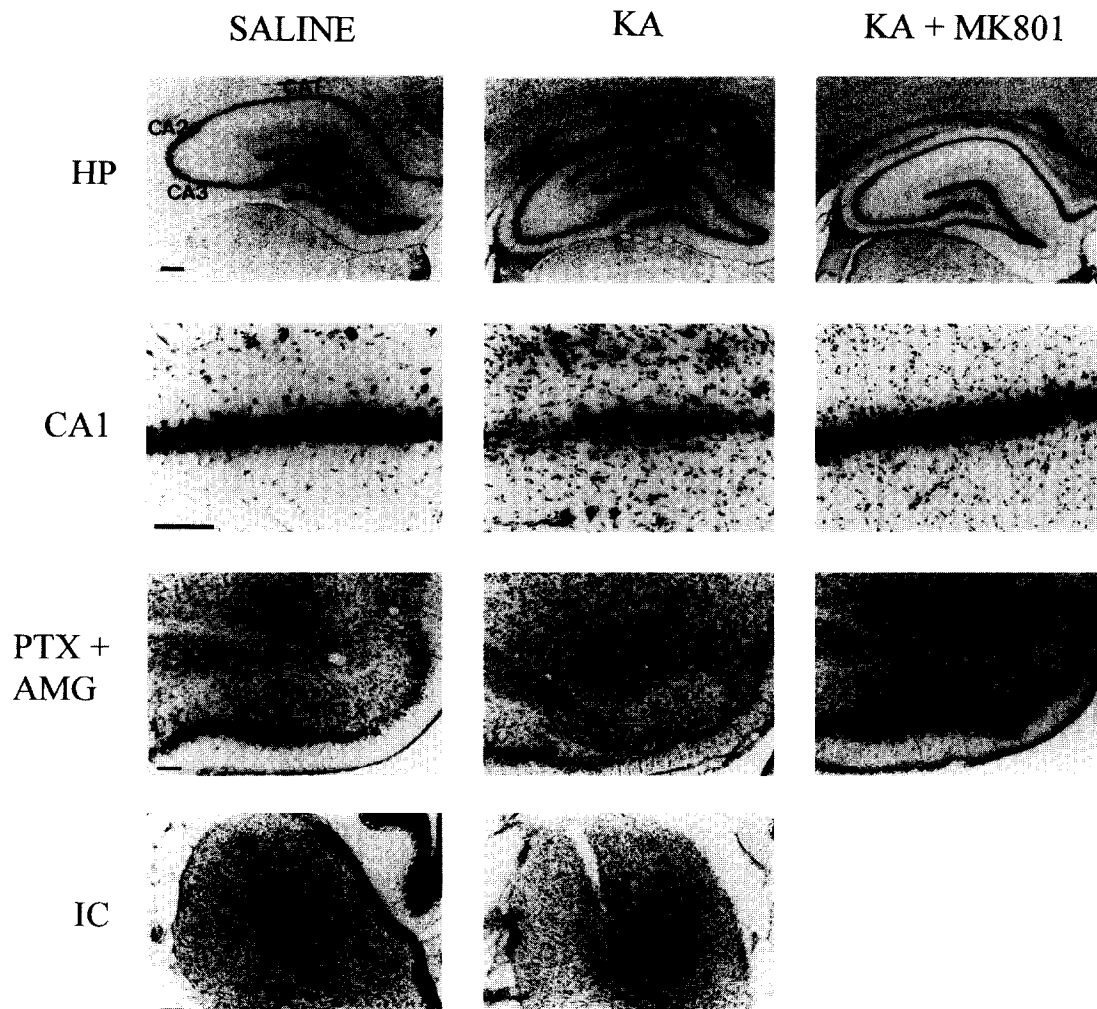 SALINE KA KA + MK801
HP
CA1
CA2
CA3
CA1
PTX +
AMG
IC